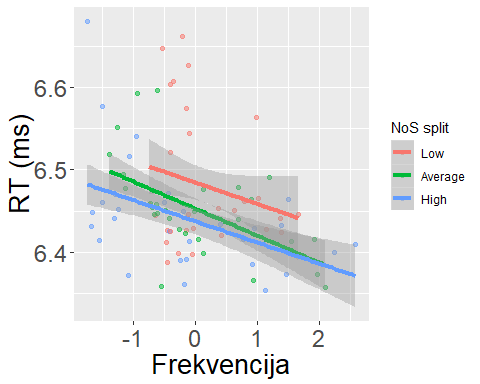 6.6
6.5
6.4
RT (ms)
-1
0
1
2
Frekvencija
NoS split
Low
Average
High